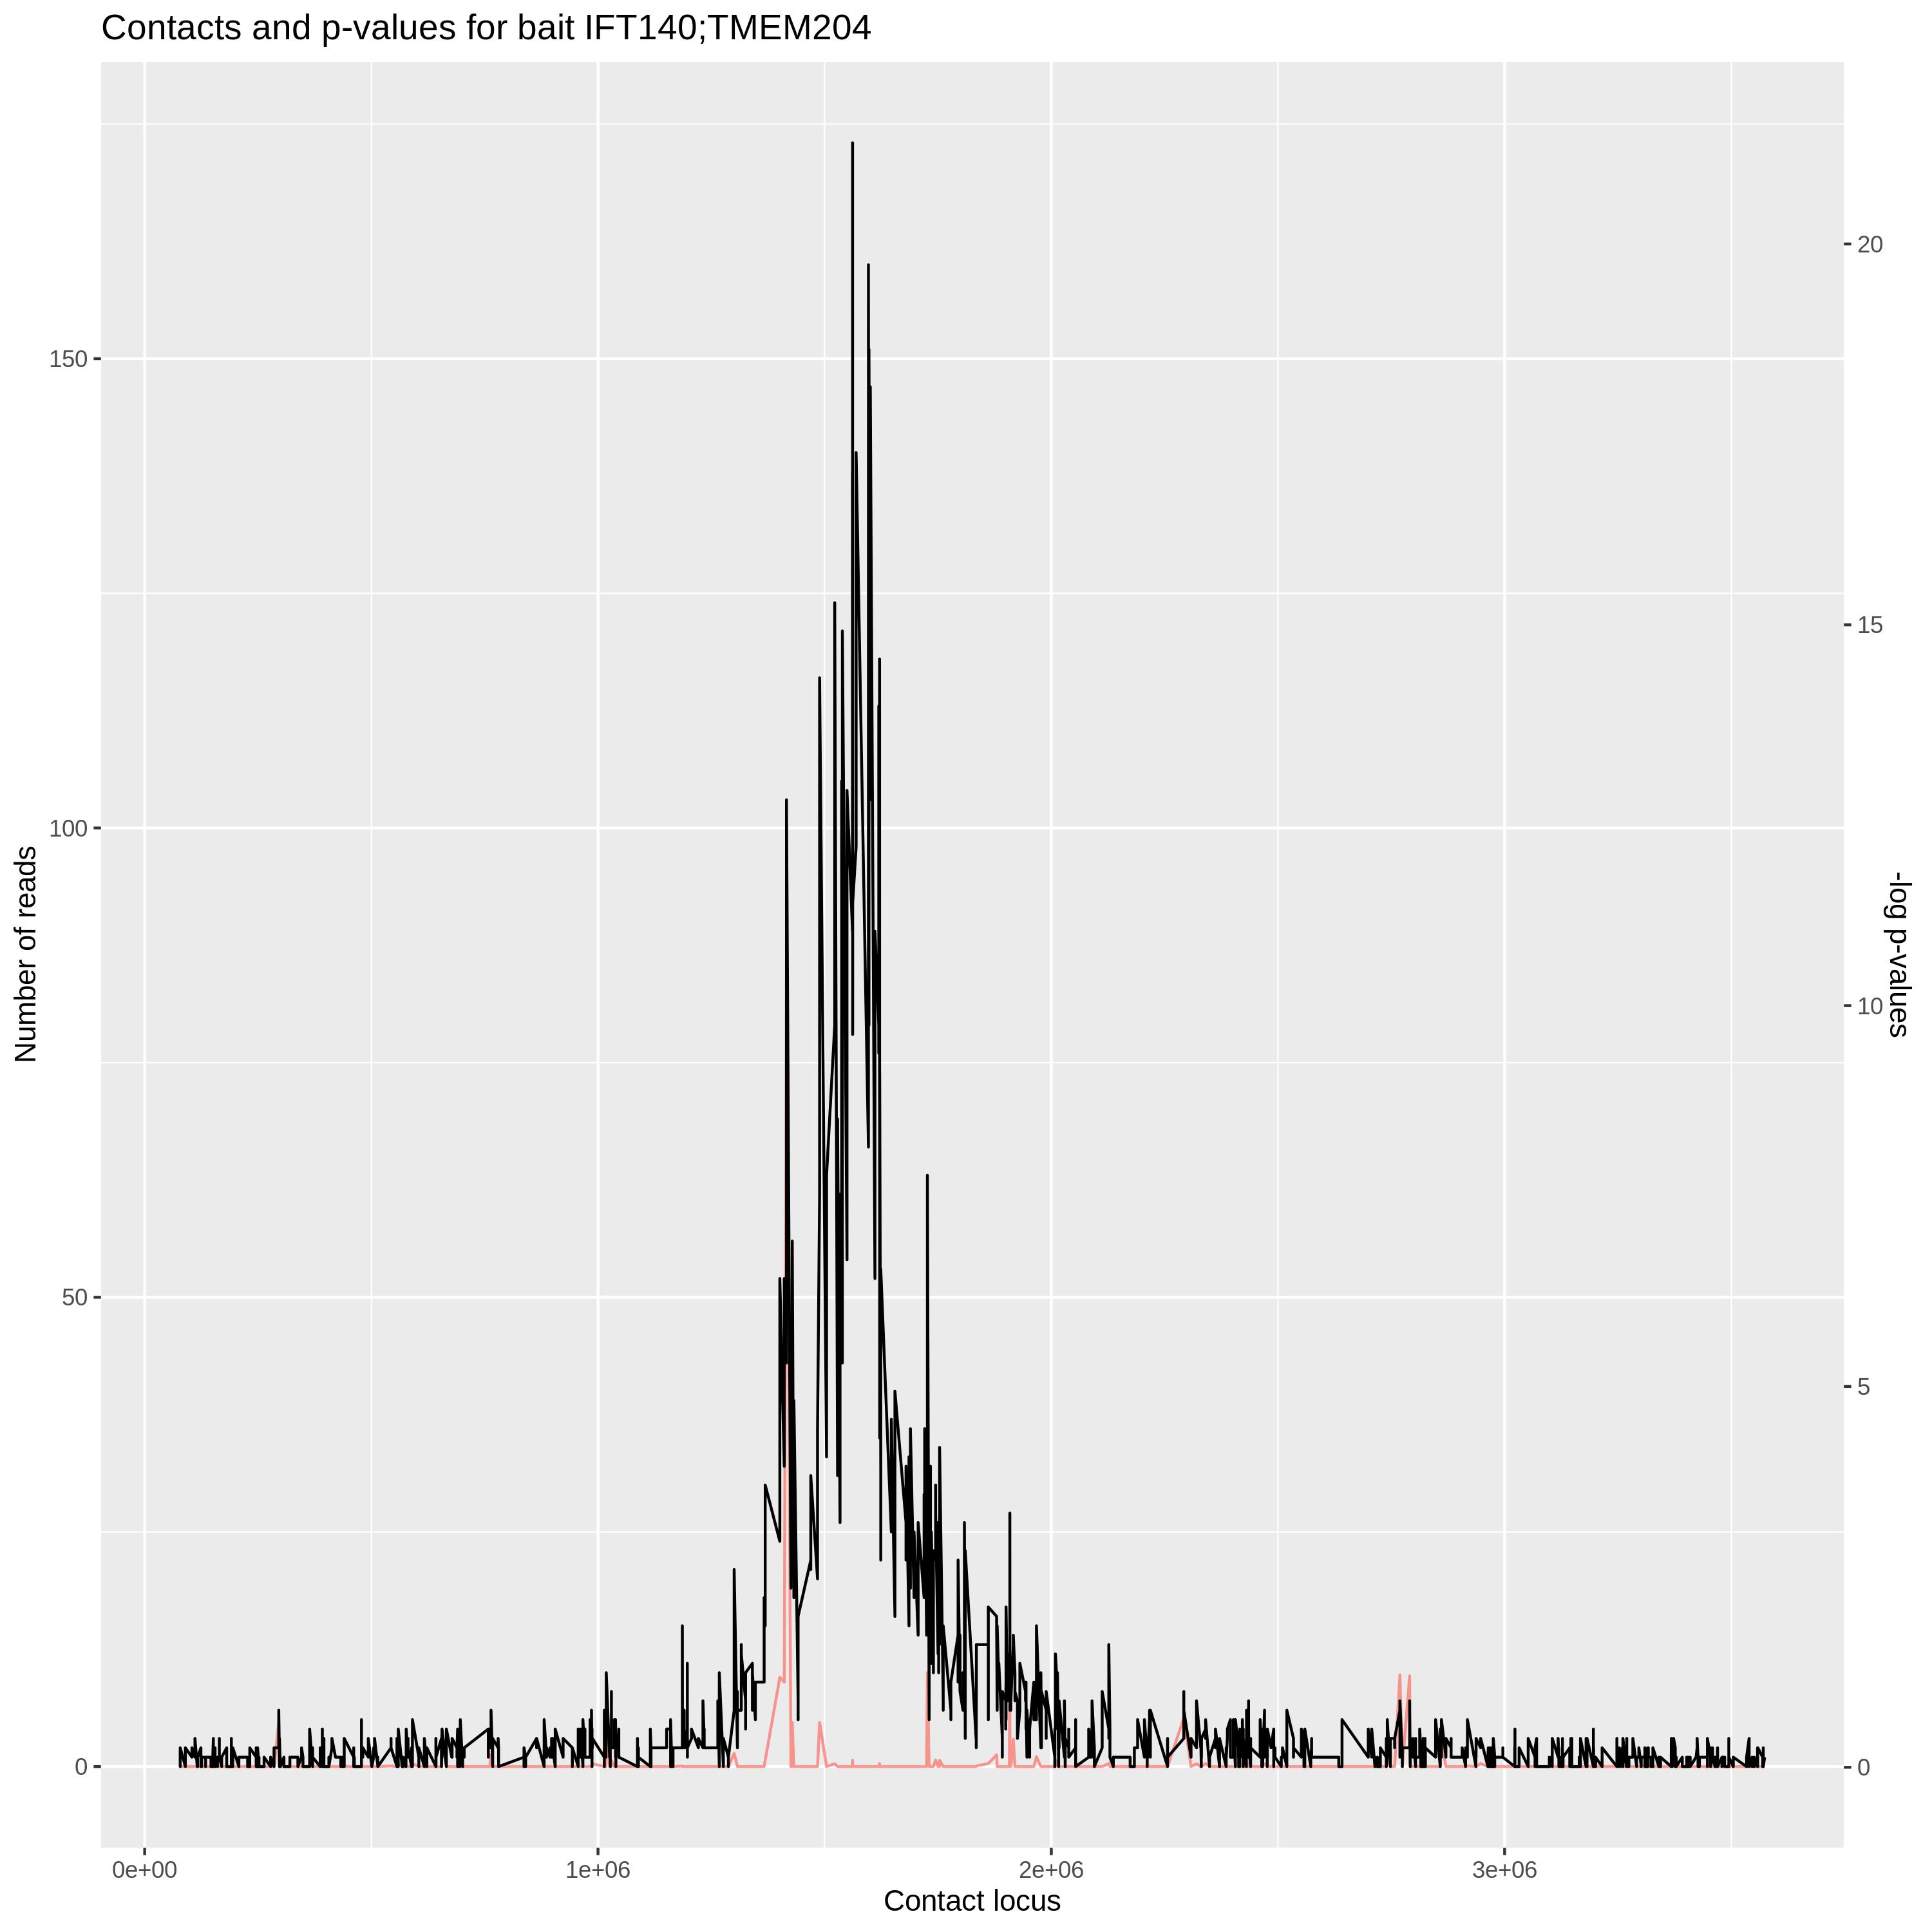 Contacts and p-values for bait IFT140;TMEM204
Number of reads
150
100
50
0
20
15
10
5
0
-log p-values
0e+00
1e+06
2e+06
3e+06
Contact locus